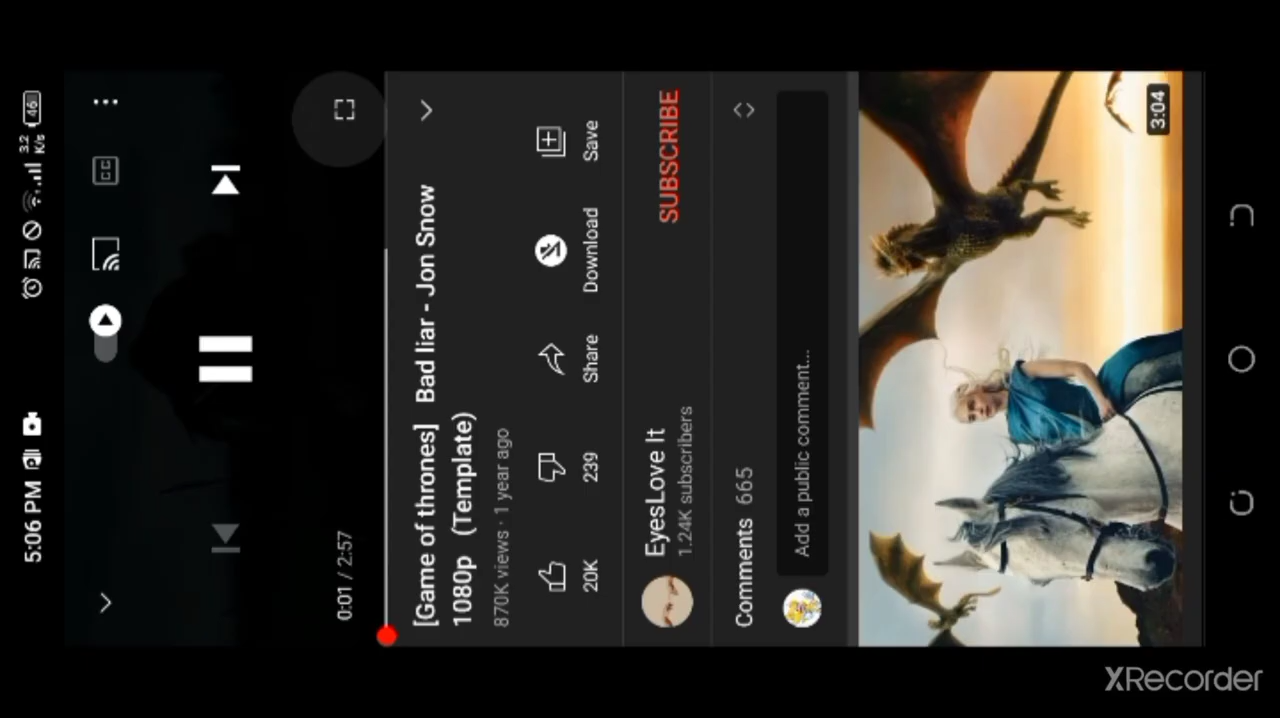 5:06 PM
3.2
K/s
46
CC
0:01 / 2:57
[Game of thrones] Bad liar - Jon Snow
1080p (Template)
870K views · 1 year ago
20K
239
Share
Download
Save
EyesLove It
1.24K subscribers
SUBSCRIBE
Comments 665
Add a public comment...
3:04
XRecorder